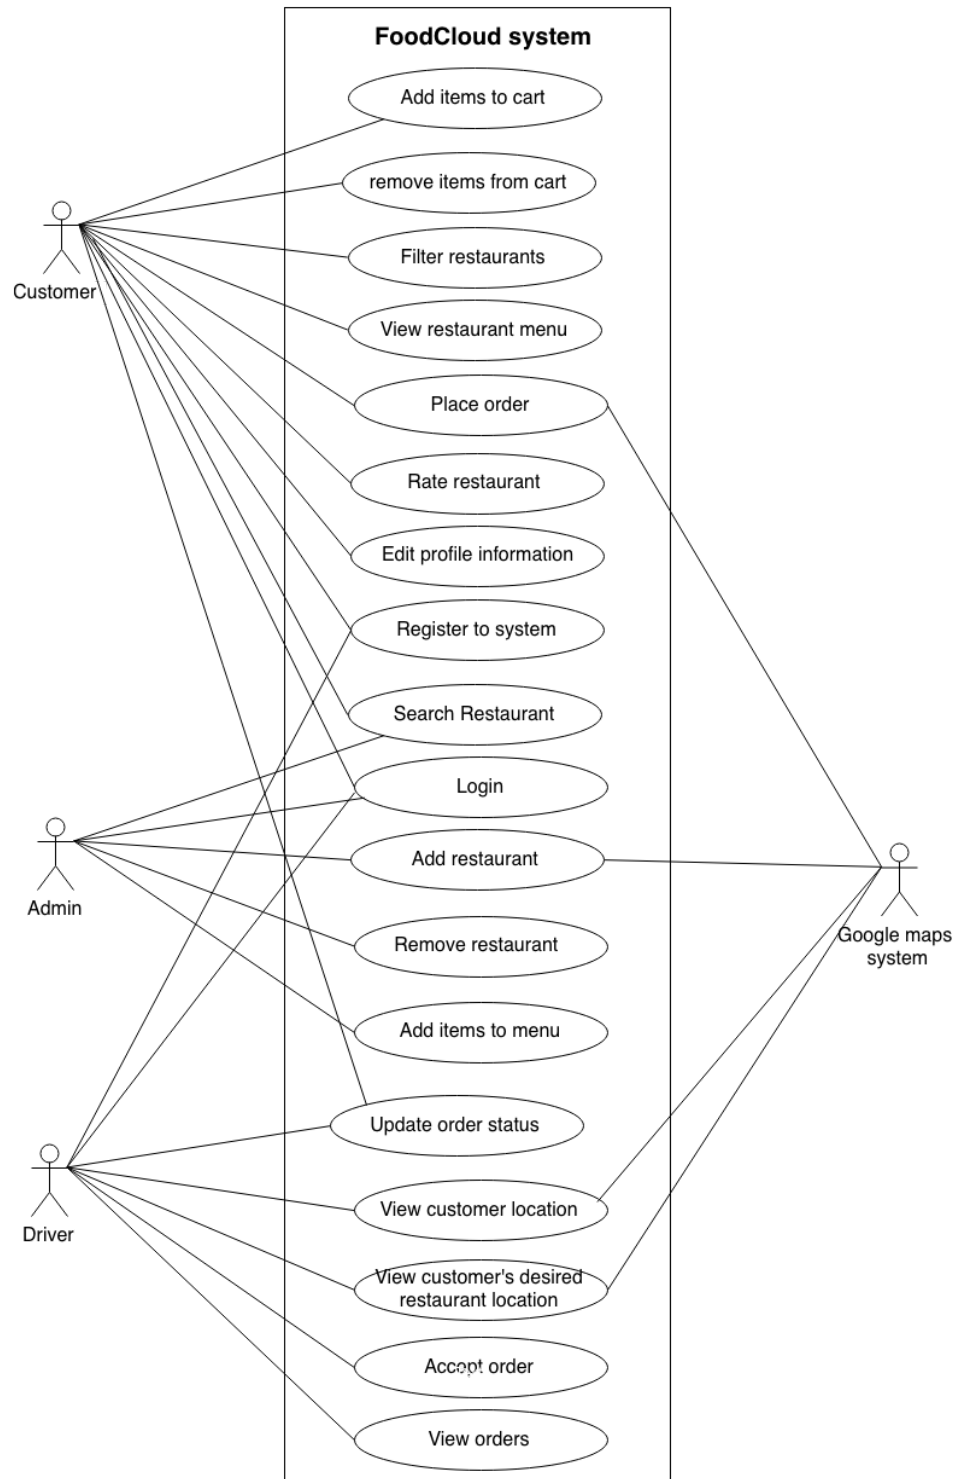 FoodCloud system
Add items to cart
remove items from cart
Filter restaurants
Customer
View restaurant menu
Place order
Rate restaurant
Edit profile information
Register to system
Search Restaurant
Login
Add restaurant
Admin
Google maps
system
Remove restaurant
Add items to menu
Update order status
View customer location
Driver
View customer's desired
restaurant location
Accept order
View orders